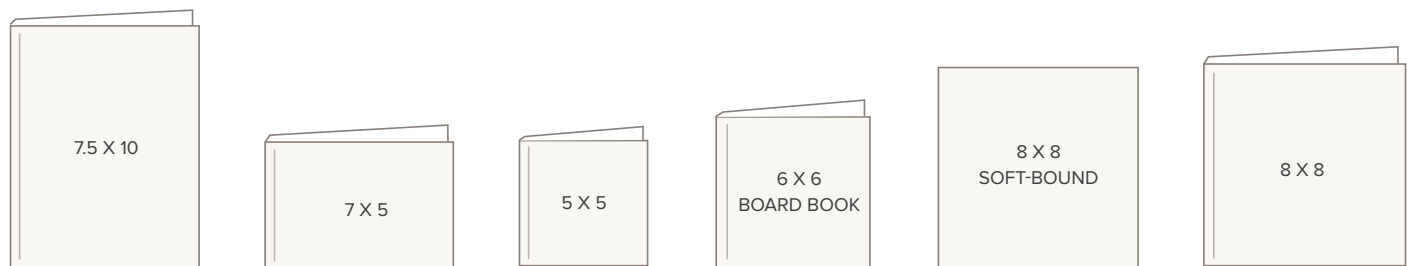 7.5 X 10
7 X 5
5 X 5
6 X 6
BOARD BOOK
8 X 8
SOFT-BOUND
8 X 8